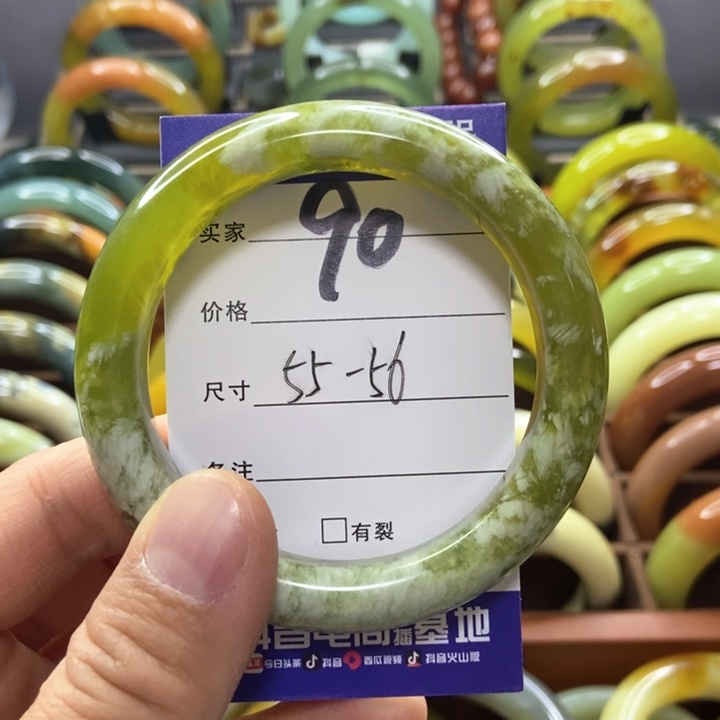 买家 90
价格
尺寸 55-56
备注
□有裂
抖音电商直播基地
今日头条 抖音 西瓜视频 抖音火山版